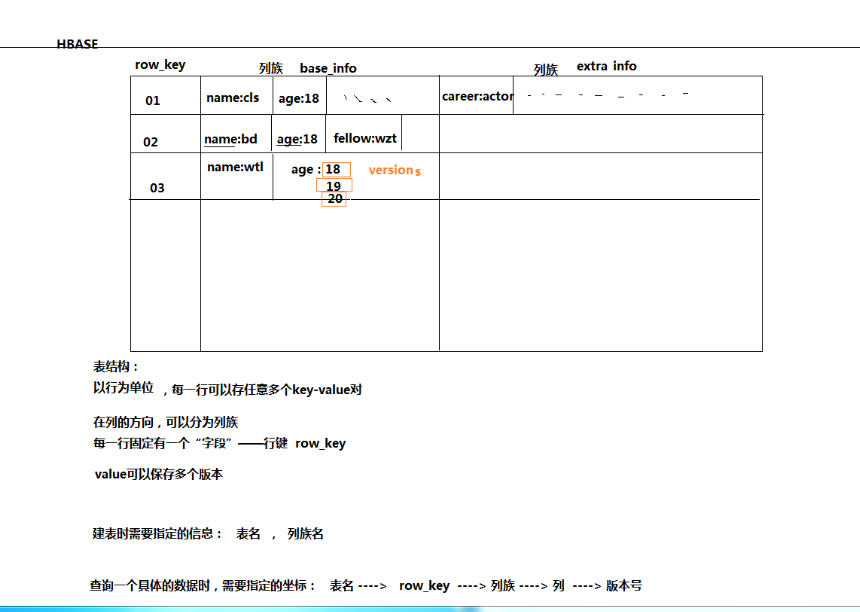 HBASE
row_key 列族 base_info 列族 extra info
01 name:cls age:18 career:actor
02 name:bd age:18 fellow:wzt
03 name:wtl age : 18 versions
19
20
表结构：
以行为单位 ，每一行可以存任意多个key-value对
在列的方向，可以分为列族
每一行固定有一个“字段”——行键 row_key
value可以保存多个版本
建表时需要指定的信息： 表名 ， 列族名
查询一个具体的数据时，需要指定的坐标： 表名 ----> row_key ----> 列族 ----> 列 ----> 版本号